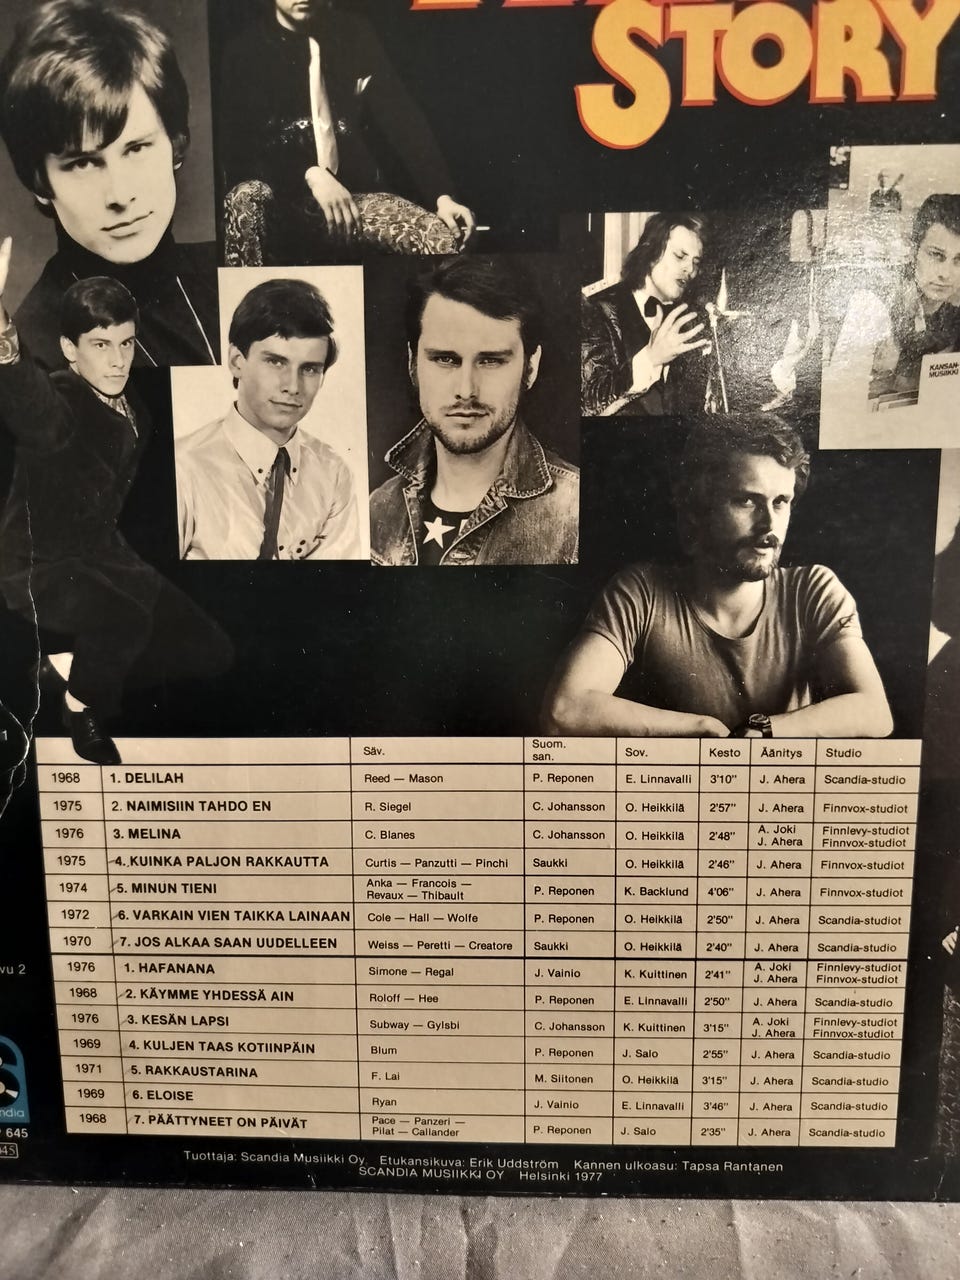 STORY
KANSAN-
MUSIIKKI
Säv. Suom. san. Sov. Kesto Äänitys Studio
1968 1. DELILAH Reed — Mason P. Reponen E. Linnavalli 3'10" J. Ahera Scandia-studio
1975 2. NAIMISIIN TAHDO EN R. Siegel C. Johansson O. Heikkilä 2'57" J. Ahera Finnvox-studiot
1976 3. MELINA C. Blanes C. Johansson O. Heikkilä 2'48" A. Joki J. Ahera Finnlevy-studiot Finnvox-studiot
1975 4. KUINKA PALJON RAKKAUTTA Curtis — Panzutti — Pinchi Saukki O. Heikkilä 2'46" J. Ahera Finnvox-studiot
1974 5. MINUN TIENI Anka — Francois — Revaux — Thibault P. Reponen K. Backlund 4'06" J. Ahera Finnvox-studiot
1972 6. VARKAIN VIEN TAIKKA LAINAAN Cole — Hall — Wolfe P. Reponen O. Heikkilä 2'50" J. Ahera Scandia-studiot
1970 7. JOS ALKAA SAAN UUDELLEEN Weiss — Peretti — Creatore Saukki O. Heikkilä 2'40" J. Ahera Scandia-studio
1976 1. HAFANANA Simone — Regal J. Vainio K. Kuittinen 2'41" A. Joki J. Ahera Finnlevy-studiot Finnvox-studiot
vu 2
1968 2. KÄYMME YHDESSÄ AIN Roloff — Hee P. Reponen E. Linnavalli 2'50" J. Ahera Scandia-studio
1976 3. KESÄN LAPSI Subway — Gylsbi C. Johansson K. Kuittinen 3'15" A. Joki J. Ahera Finnlevy-studiot Finnvox-studiot
1969 4. KULJEN TAAS KOTIINPÄIN Blum P. Reponen J. Salo 2'55" J. Ahera Scandia-studio
1971 5. RAKKAUSTARINA F. Lai M. Siitonen O. Heikkilä 3'15" J. Ahera Scandia-studio
1969 6. ELOISE Ryan J. Vainio E. Linnavalli 3'46" J. Ahera Scandia-studio
1968 7. PÄÄTTYNEET ON PÄIVÄT Pace — Panzeri — Pilat — Callander P. Reponen J. Salo 2'35" J. Ahera Scandia-studio
ndia
645
Tuottaja: Scandia Musiikki Oy. Etukansikuva: Erik Uddström Kannen ulkoasu: Tapsa Rantanen
SCANDIA MUSIIKKI OY Helsinki 1977